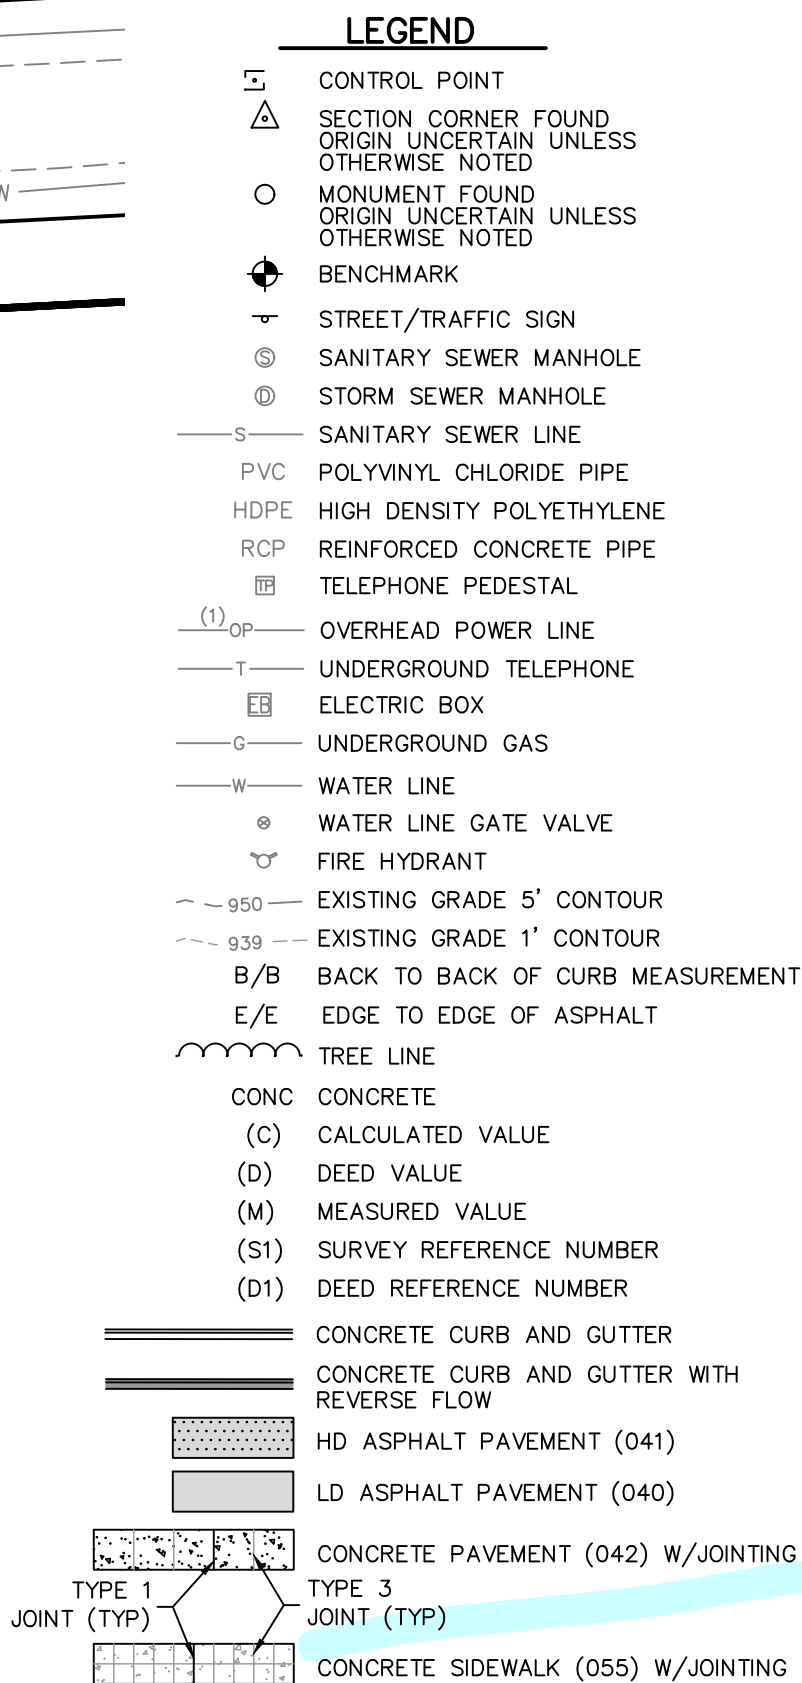 LEGEND
CONTROL POINT
SECTION CORNER FOUND
ORIGIN UNCERTAIN UNLESS
OTHERWISE NOTED
N
MONUMENT FOUND
ORIGIN UNCERTAIN UNLESS
OTHERWISE NOTED
BENCHMARK
STREET/TRAFFIC SIGN
S SANITARY SEWER MANHOLE
D STORM SEWER MANHOLE
S SANITARY SEWER LINE
PVC POLYVINYL CHLORIDE PIPE
HDPE HIGH DENSITY POLYETHYLENE
RCP REINFORCED CONCRETE PIPE
TP TELEPHONE PEDESTAL
(1)
OP OVERHEAD POWER LINE
T UNDERGROUND TELEPHONE
EB ELECTRIC BOX
G UNDERGROUND GAS
W WATER LINE
WATER LINE GATE VALVE
FIRE HYDRANT
950 EXISTING GRADE 5' CONTOUR
939 EXISTING GRADE 1' CONTOUR
B/B BACK TO BACK OF CURB MEASUREMENT
E/E EDGE TO EDGE OF ASPHALT
TREE LINE
CONC CONCRETE
(C) CALCULATED VALUE
(D) DEED VALUE
(M) MEASURED VALUE
(S1) SURVEY REFERENCE NUMBER
(D1) DEED REFERENCE NUMBER
CONCRETE CURB AND GUTTER
CONCRETE CURB AND GUTTER WITH
REVERSE FLOW
HD ASPHALT PAVEMENT (041)
LD ASPHALT PAVEMENT (040)
CONCRETE PAVEMENT (042) W/JOINTING
TYPE 1
JOINT (TYP)
TYPE 3
JOINT (TYP)
CONCRETE SIDEWALK (055) W/JOINTING